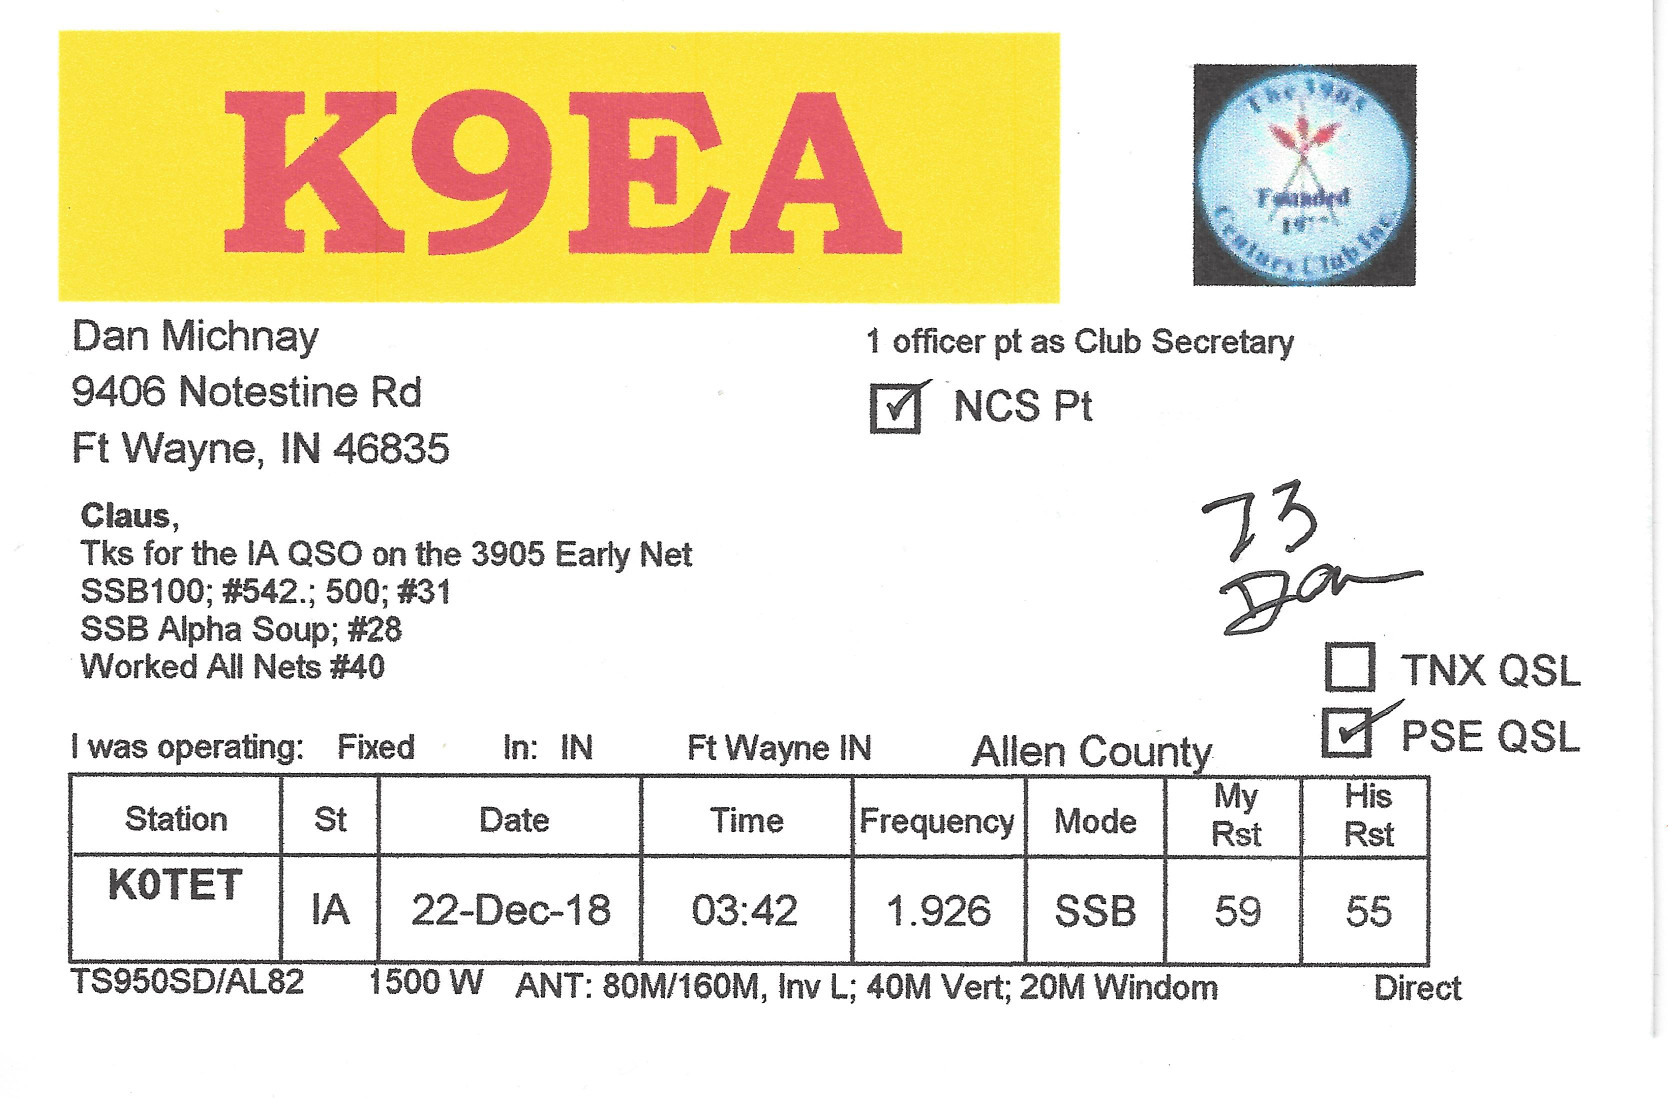 K9EA
The 3905
Founded
Century Club Inc.
Dan Michnay
9406 Notestine Rd
Ft Wayne, IN 46835
1 officer pt as Club Secretary
NCS Pt
Claus,
Tks for the IA QSO on the 3905 Early Net
SSB100; #542.; 500; #31
SSB Alpha Soup; #28
Worked All Nets #40
73
Dan
TNX QSL
PSE QSL
I was operating: Fixed In: IN Ft Wayne IN Allen County
Station St Date Time Frequency Mode My Rst His Rst
K0TET IA 22-Dec-18 03:42 1.926 SSB 59 55
TS950SD/AL82 1500 W ANT: 80M/160M, Inv L; 40M Vert; 20M Windom Direct